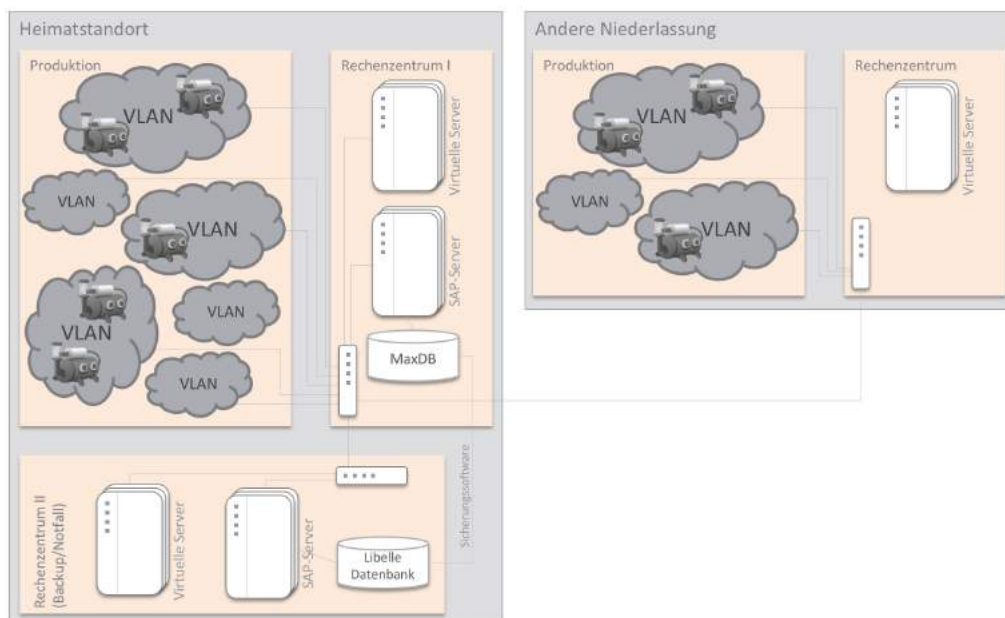 Heimatstandort
Produktion
VLAN
VLAN
VLAN
VLAN
VLAN
VLAN
Rechenzentrum I
Virtuelle Server
SAP-Server
MaxDB
Sicherungssoftware
Rechenzentrum II
(Backup/Notfall)
Virtuelle Server
SAP-Server
Libelle
Datenbank
Andere Niederlassung
Produktion
VLAN
VLAN
VLAN
Rechenzentrum
Virtuelle Server